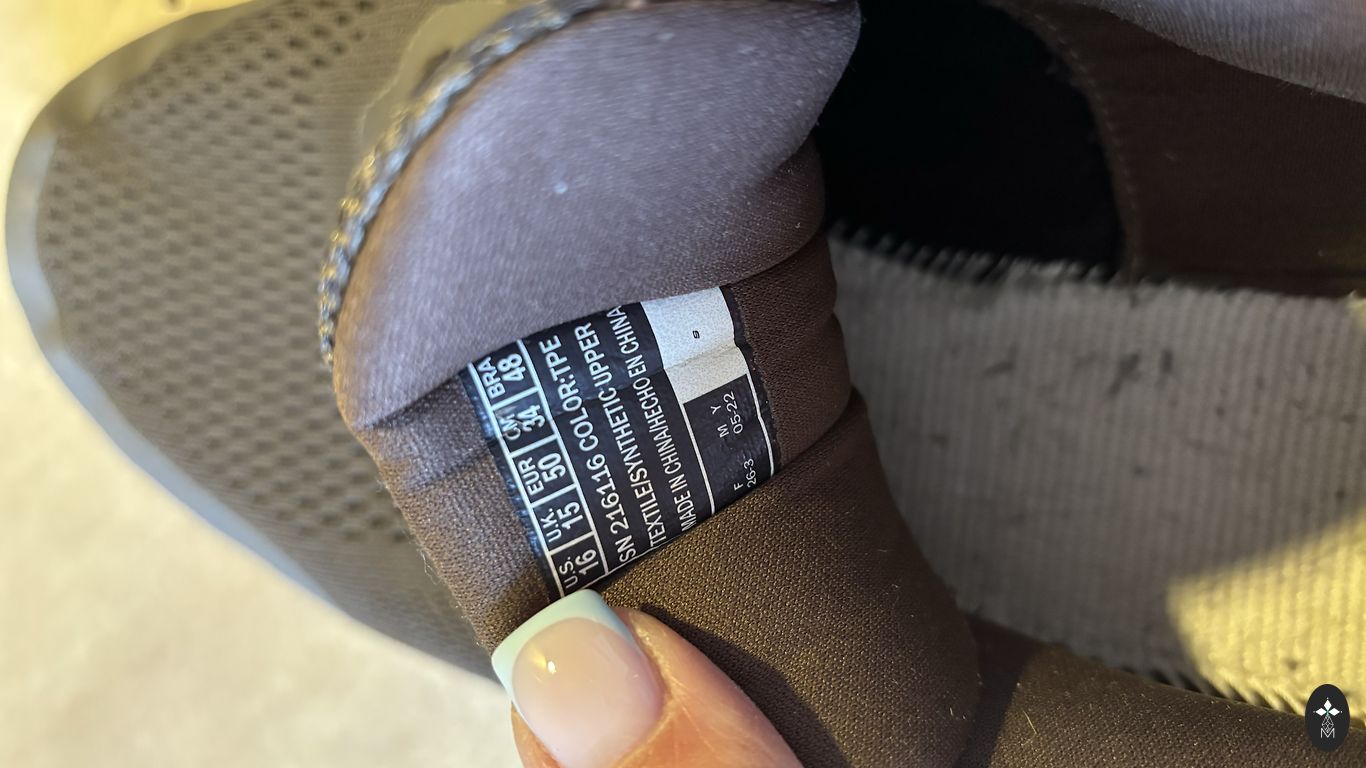 U.S. U.K. EUR CM. BRA
16 15 50 34 48
SN 216116 COLOR:TPE
TEXTILE/SYNTHETIC:UPPER
MADE IN CHINA/HECHO EN CHINA
F M Y
26-3- 05-22
S
M